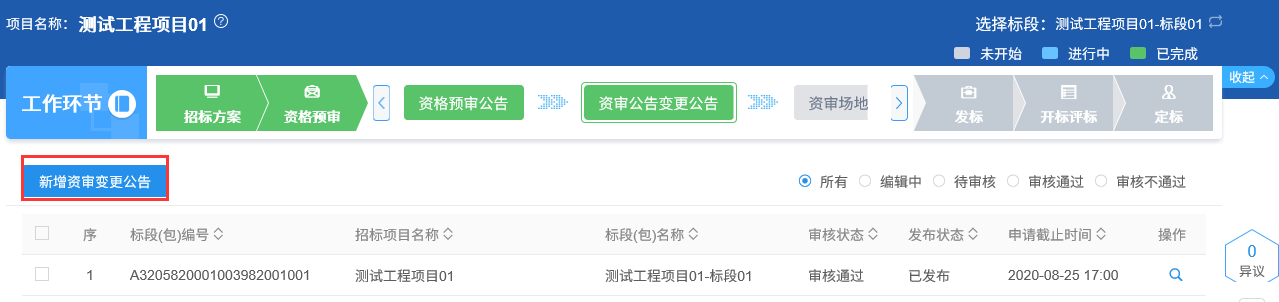 项目名称：测试工程项目01 ?
选择标段：测试工程项目01-标段01
未开始 进行中 已完成
收起
工作环节
招标方案 资格预审 资格预审公告 资审公告变更公告 资审场地 发标 开标评标 定标
新增资审变更公告
所有 编辑中 待审核 审核通过 审核不通过
序 标段(包)编号 招标项目名称 标段(包)名称 审核状态 发布状态 申请截止时间 操作
1 A3205820001003982001001 测试工程项目01 测试工程项目01-标段01 审核通过 已发布 2020-08-25 17:00
0
异议